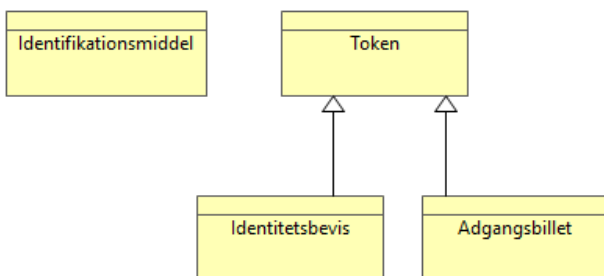 Identifikationsmiddel
Token
Identitetsbevis
Adgangsbillet